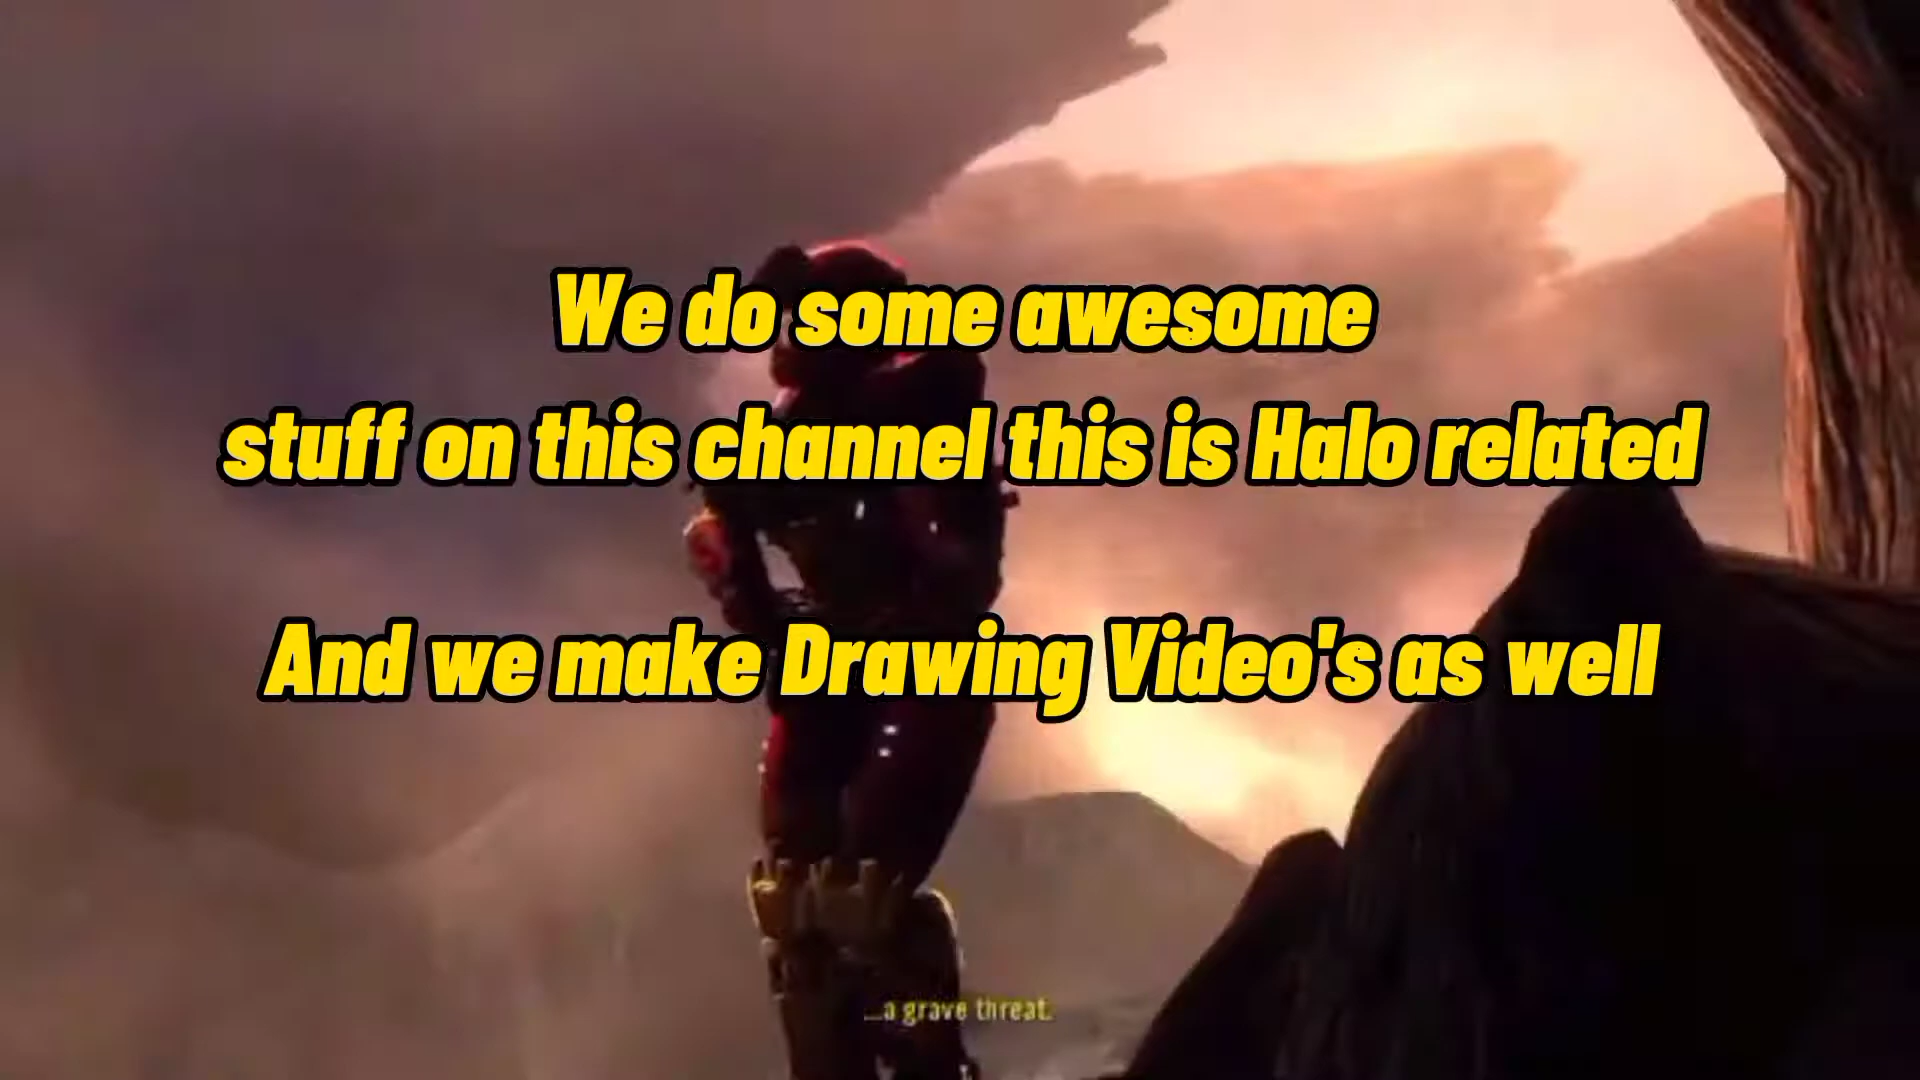 We do some awesome
stuff on this channel this is Halo related
And we make Drawing Video's as well
...a grave threat.